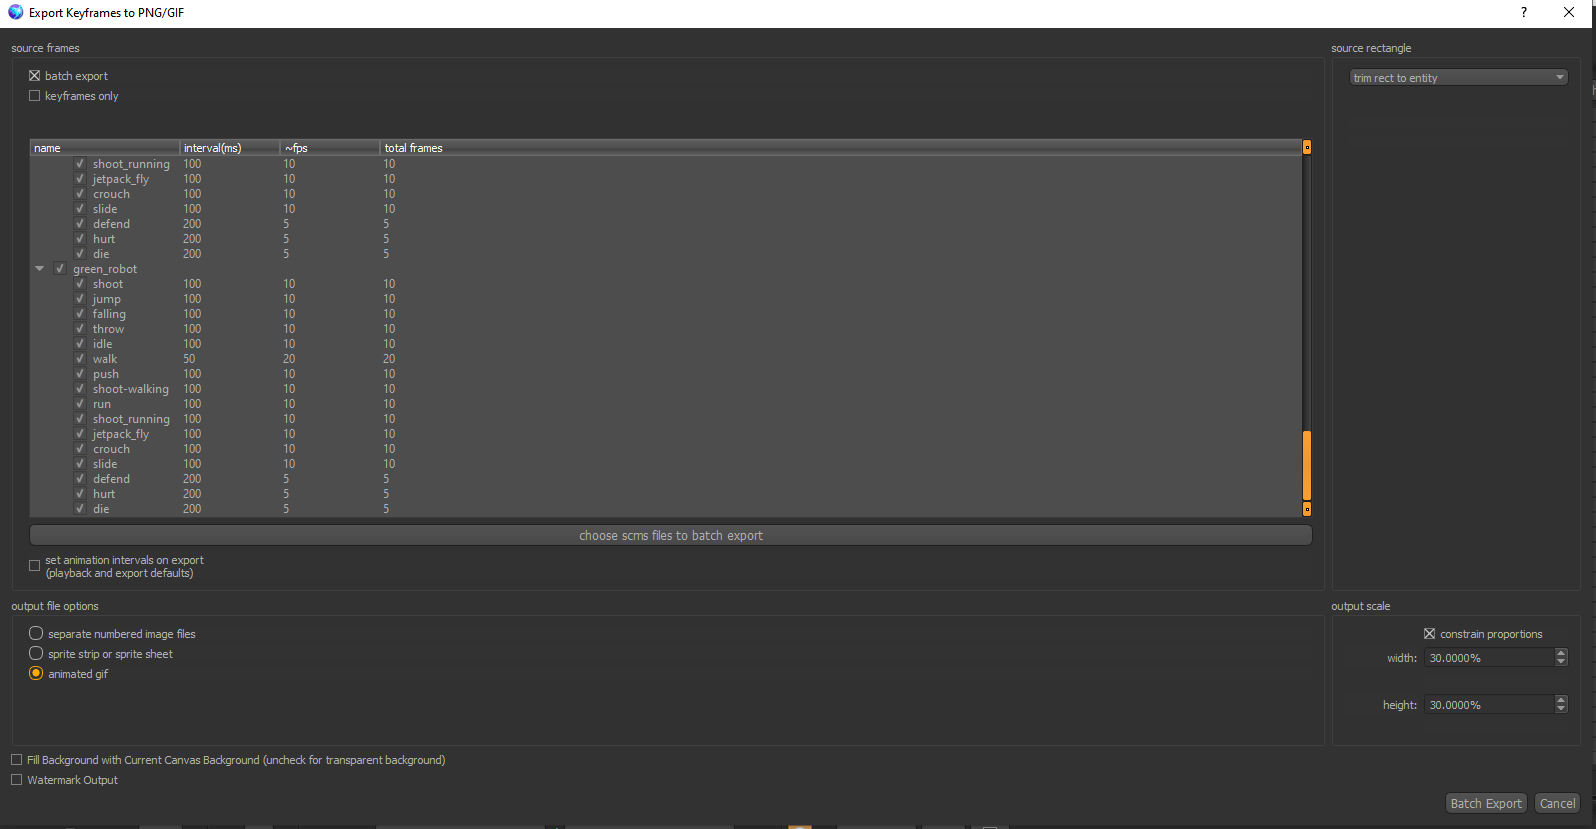 Export Keyframes to PNG/GIF ?
source frames
source rectangle
batch export
trim rect to entity
keyframes only
name interval(ms) ~fps total frames
shoot_running 100 10 10
jetpack_fly 100 10 10
crouch 100 10 10
slide 100 10 10
defend 200 5 5
hurt 200 5 5
die 200 5 5
green_robot
shoot 100 10 10
jump 100 10 10
falling 100 10 10
throw 100 10 10
idle 100 10 10
walk 50 20 20
push 100 10 10
shoot-walking 100 10 10
run 100 10 10
shoot_running 100 10 10
jetpack_fly 100 10 10
crouch 100 10 10
slide 100 10 10
defend 200 5 5
hurt 200 5 5
die 200 5 5
choose scms files to batch export
set animation intervals on export
(playback and export defaults)
output file options
output scale
separate numbered image files
constrain proportions
sprite strip or sprite sheet
width: 30.0000%
animated gif
height: 30.0000%
Fill Background with Current Canvas Background (uncheck for transparent background)
Watermark Output
Batch Export Cancel